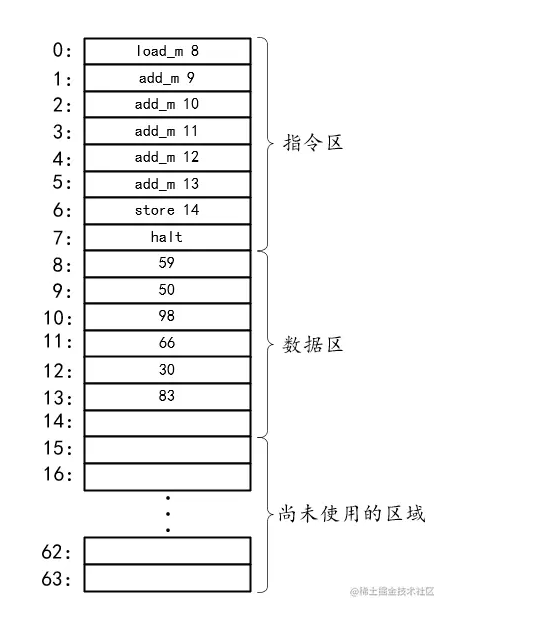 0: load_m 8
1: add_m 9
2: add_m 10
3: add_m 11
4: add_m 12
5: add_m 13
6: store 14
7: halt
指令区
8: 59
9: 50
10: 98
11: 66
12: 30
13: 83
14:
数据区
15:
16:
62:
63:
尚未使用的区域
@稀土掘金技术社区